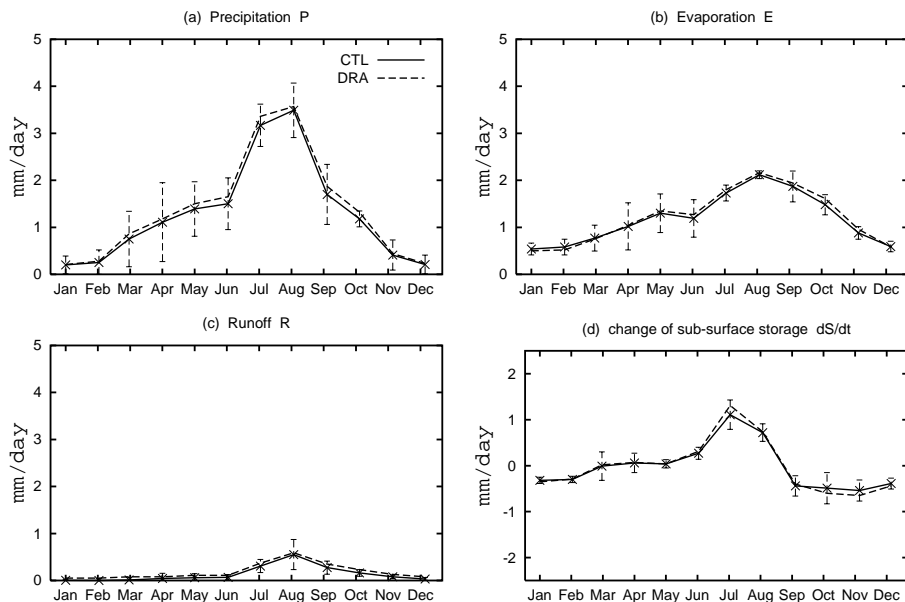 (a) Precipitation P
5
4
3
2
1
0
mm/day
CTL
DRA
Jan Feb Mar Apr May Jun Jul Aug Sep Oct Nov Dec
(b) Evaporation E
5
4
3
2
1
0
mm/day
Jan Feb Mar Apr May Jun Jul Aug Sep Oct Nov Dec
(c) Runoff R
5
4
3
2
1
0
mm/day
Jan Feb Mar Apr May Jun Jul Aug Sep Oct Nov Dec
(d) change of sub-surface storage dS/dt
2
1
0
-1
-2
mm/day
Jan Feb Mar Apr May Jun Jul Aug Sep Oct Nov Dec